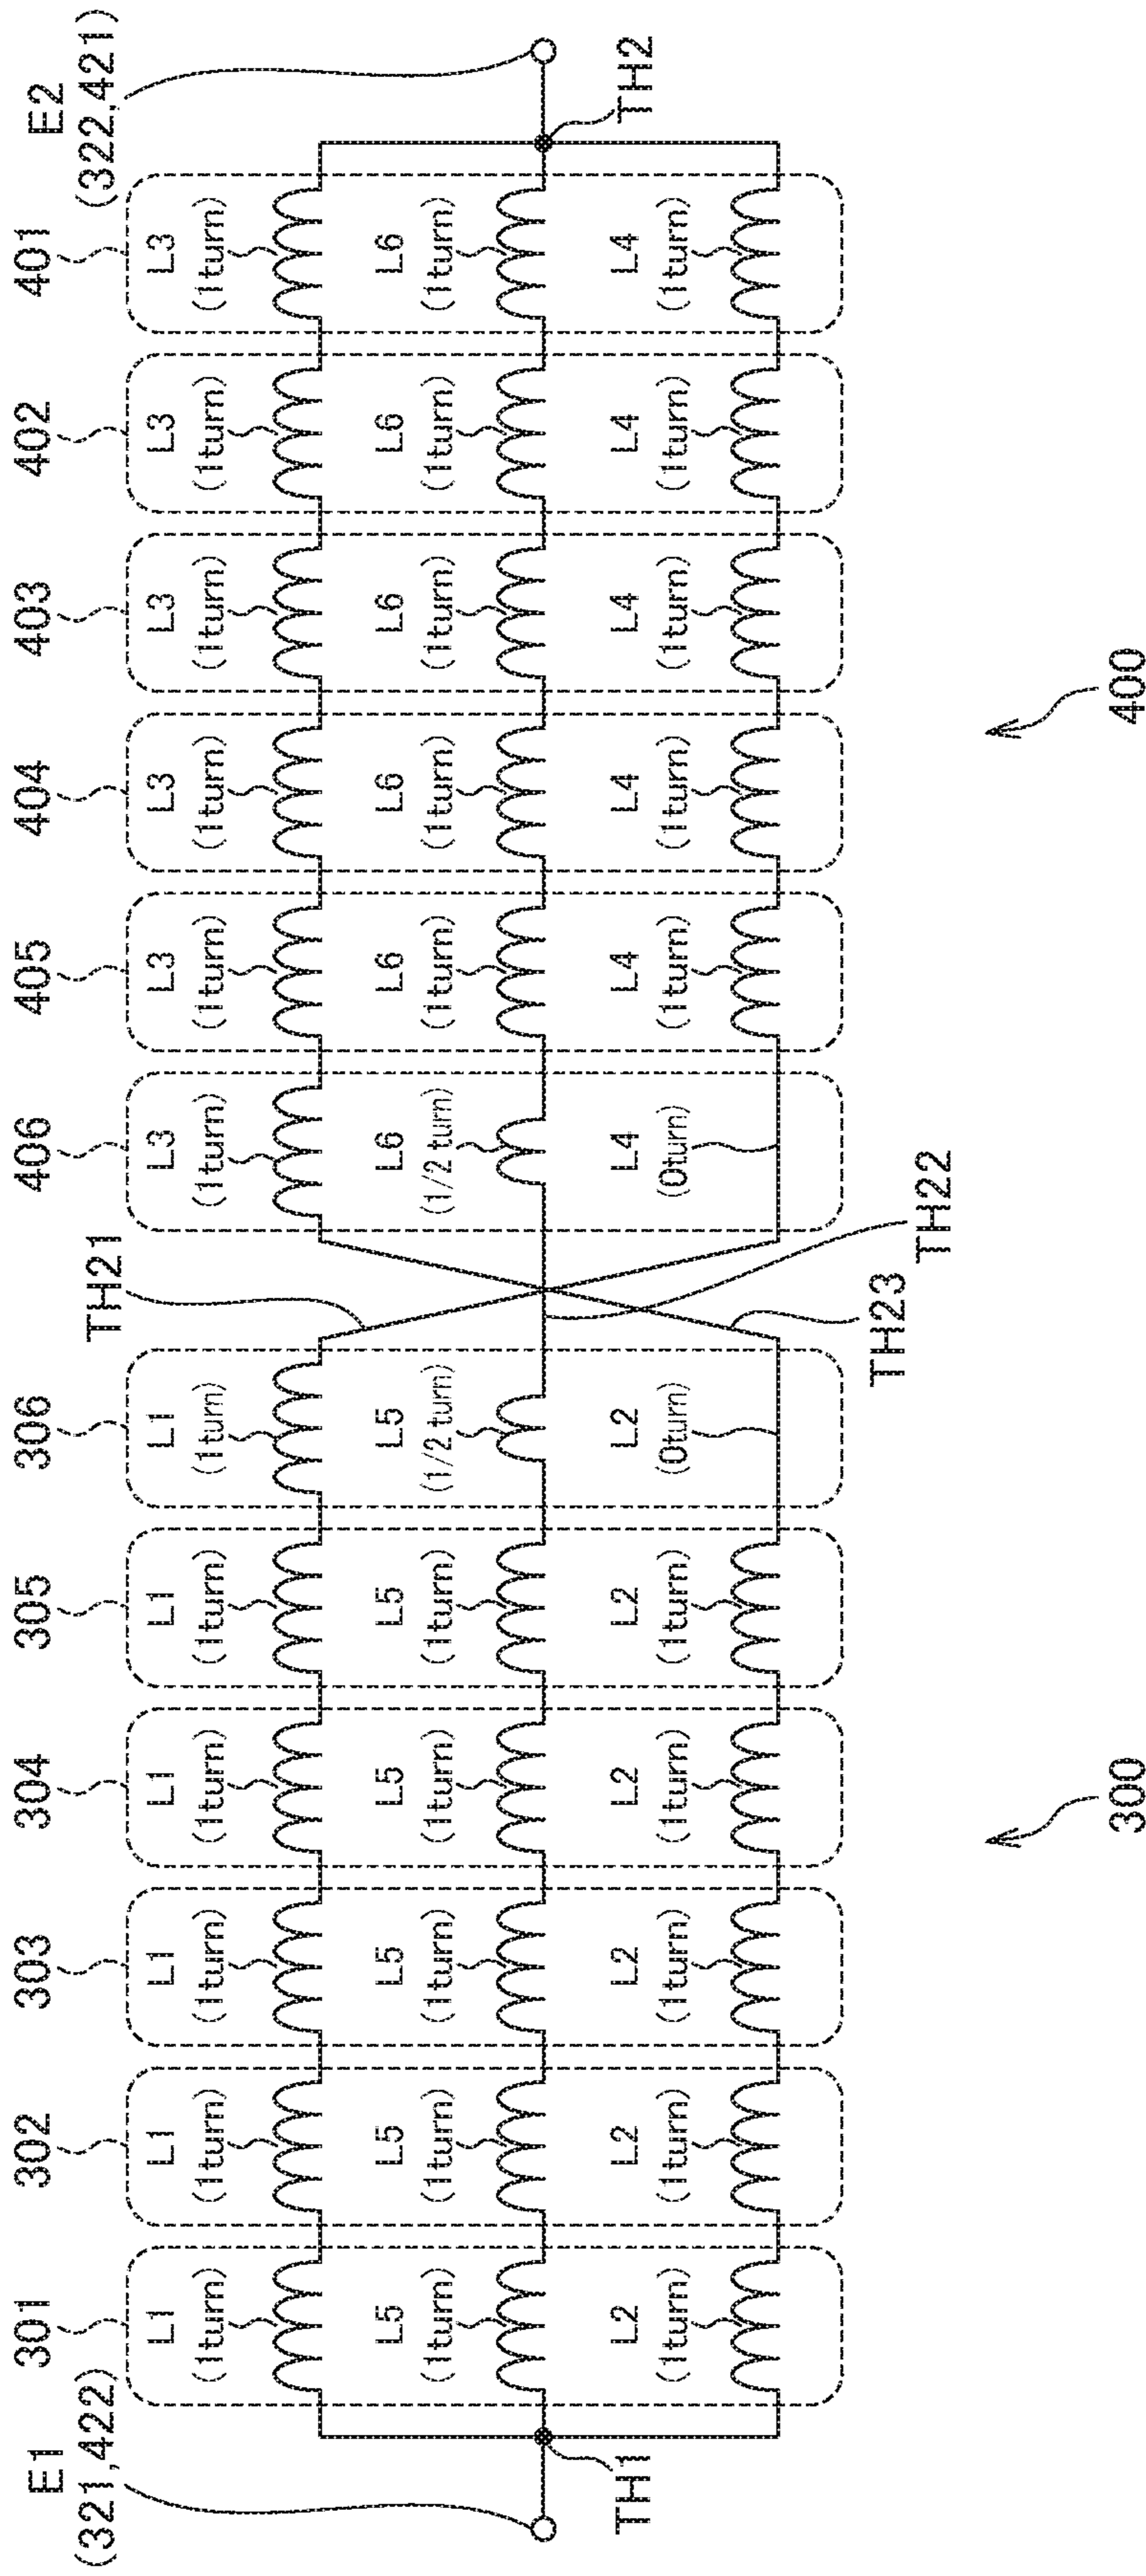 E1
(321,422)
301
302
303
304
305
306
TH21
406
405
404
403
402
401
E2
(322,421)
L1
(1turn)
L1
(1turn)
L1
(1turn)
L1
(1turn)
L1
(1turn)
L1
(1turn)
L3
(1turn)
L3
(1turn)
L3
(1turn)
L3
(1turn)
L3
(1turn)
L3
(1turn)
L5
(1turn)
L5
(1turn)
L5
(1turn)
L5
(1turn)
L5
(1turn)
L5
(1/2 turn)
L6
(1/2 turn)
L6
(1turn)
L6
(1turn)
L6
(1turn)
L6
(1turn)
L6
(1turn)
TH1
L2
(1turn)
L2
(1turn)
L2
(1turn)
L2
(1turn)
L2
(1turn)
L2
(0turn)
L4
(0turn)
L4
(1turn)
L4
(1turn)
L4
(1turn)
L4
(1turn)
L4
(1turn)
TH2
TH23
TH22
300
400